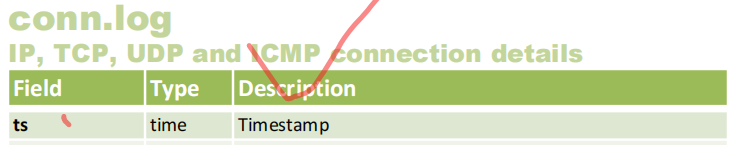 conn.log
IP, TCP, UDP and ICMP connection details
Field Type Description
ts time Timestamp